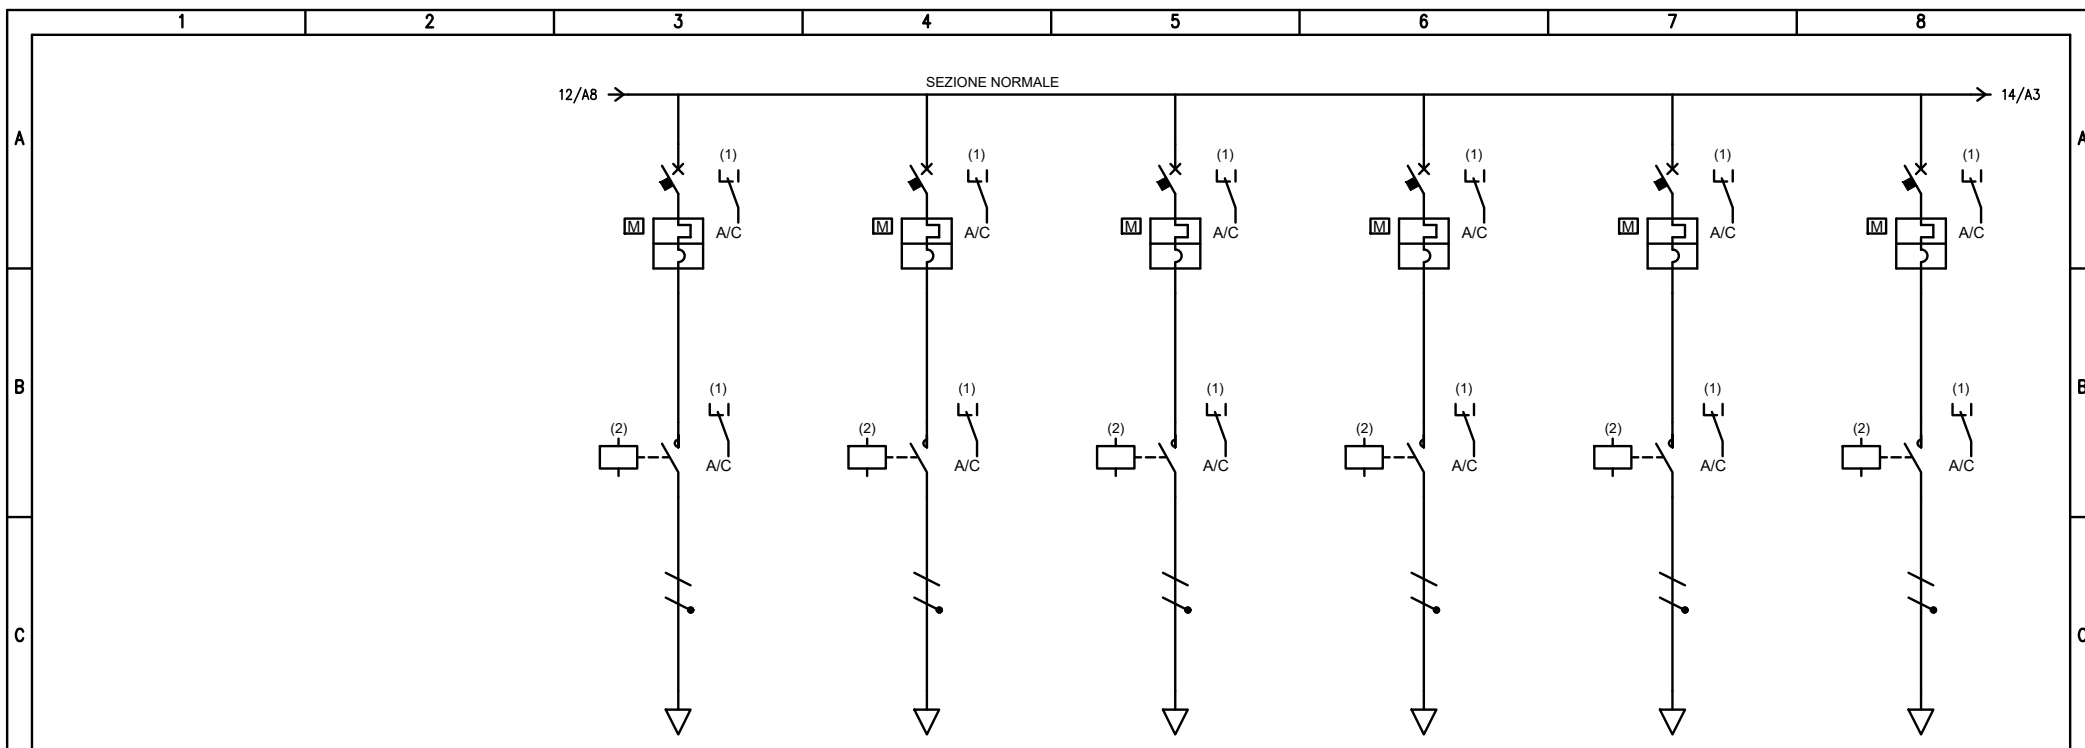 1 2 3 4 5 6 7 8
SEZIONE NORMALE
12/A8 14/A3
A A
(1) (1) (1) (1) (1) (1)
M A/C M A/C M A/C M A/C M A/C M A/C
B B
(1) (1) (1) (1) (1) (1)
(2) (2) (2) (2) (2) (2)
A/C A/C A/C A/C A/C A/C
C C